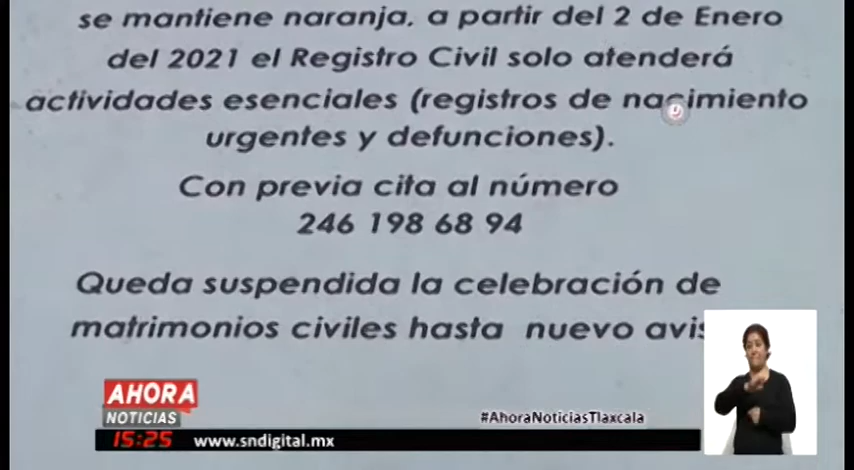 se mantiene naranja, a partir del 2 de Enero
del 2021 el Registro Civil solo atenderá
actividades esenciales (registros de nacimiento
urgentes y defunciones).
Con previa cita al número
246 198 68 94
Queda suspendida la celebración de
matrimonios civiles hasta nuevo
AHORA
NOTICIAS
#AhoraNoticiasTlaxcala
15:25 www.sndigital.mx